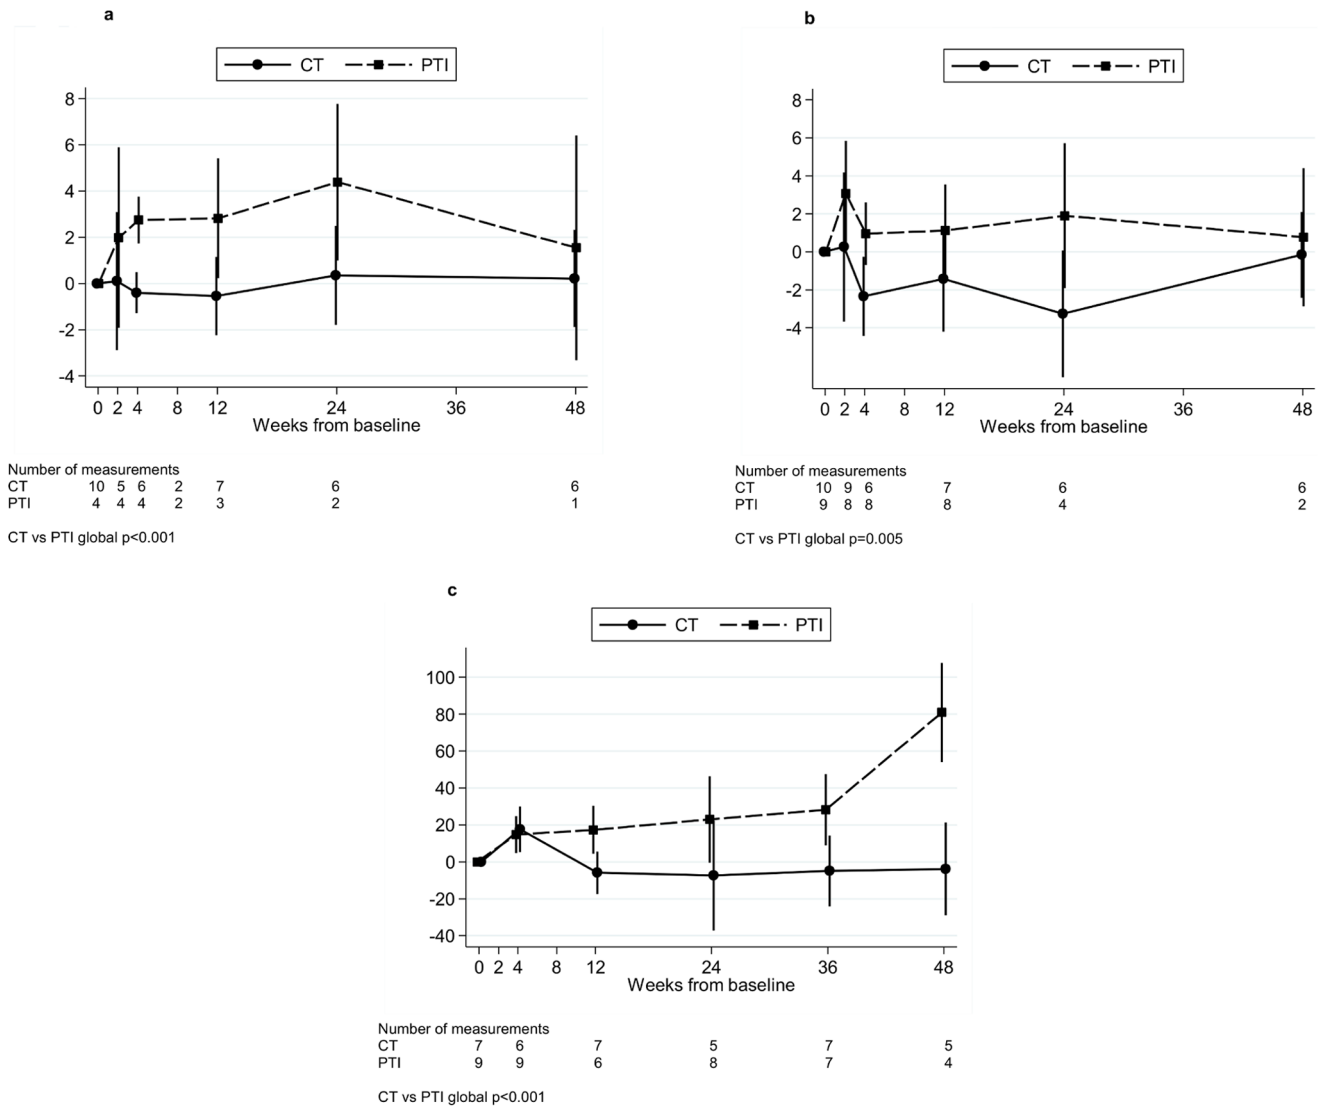 a
CT PTI
8
6
4
2
0
-2
-4
0 2 4 8 12 24 36 48
Weeks from baseline
Number of measurements
CT 10 5 6 2 7 6 6
PTI 4 4 4 2 3 2 1
CT vs PTI global p<0.001
b
CT PTI
8
6
4
2
0
-2
-4
0 2 4 8 12 24 36 48
Weeks from baseline
Number of measurements
CT 10 9 6 7 6 6
PTI 9 8 8 8 4 2
CT vs PTI global p=0.005
c
CT PTI
100
80
60
40
20
0
-20
-40
0 2 4 8 12 24 36 48
Weeks from baseline
Number of measurements
CT 7 6 7 5 7 5
PTI 9 9 6 8 7 4
CT vs PTI global p<0.001